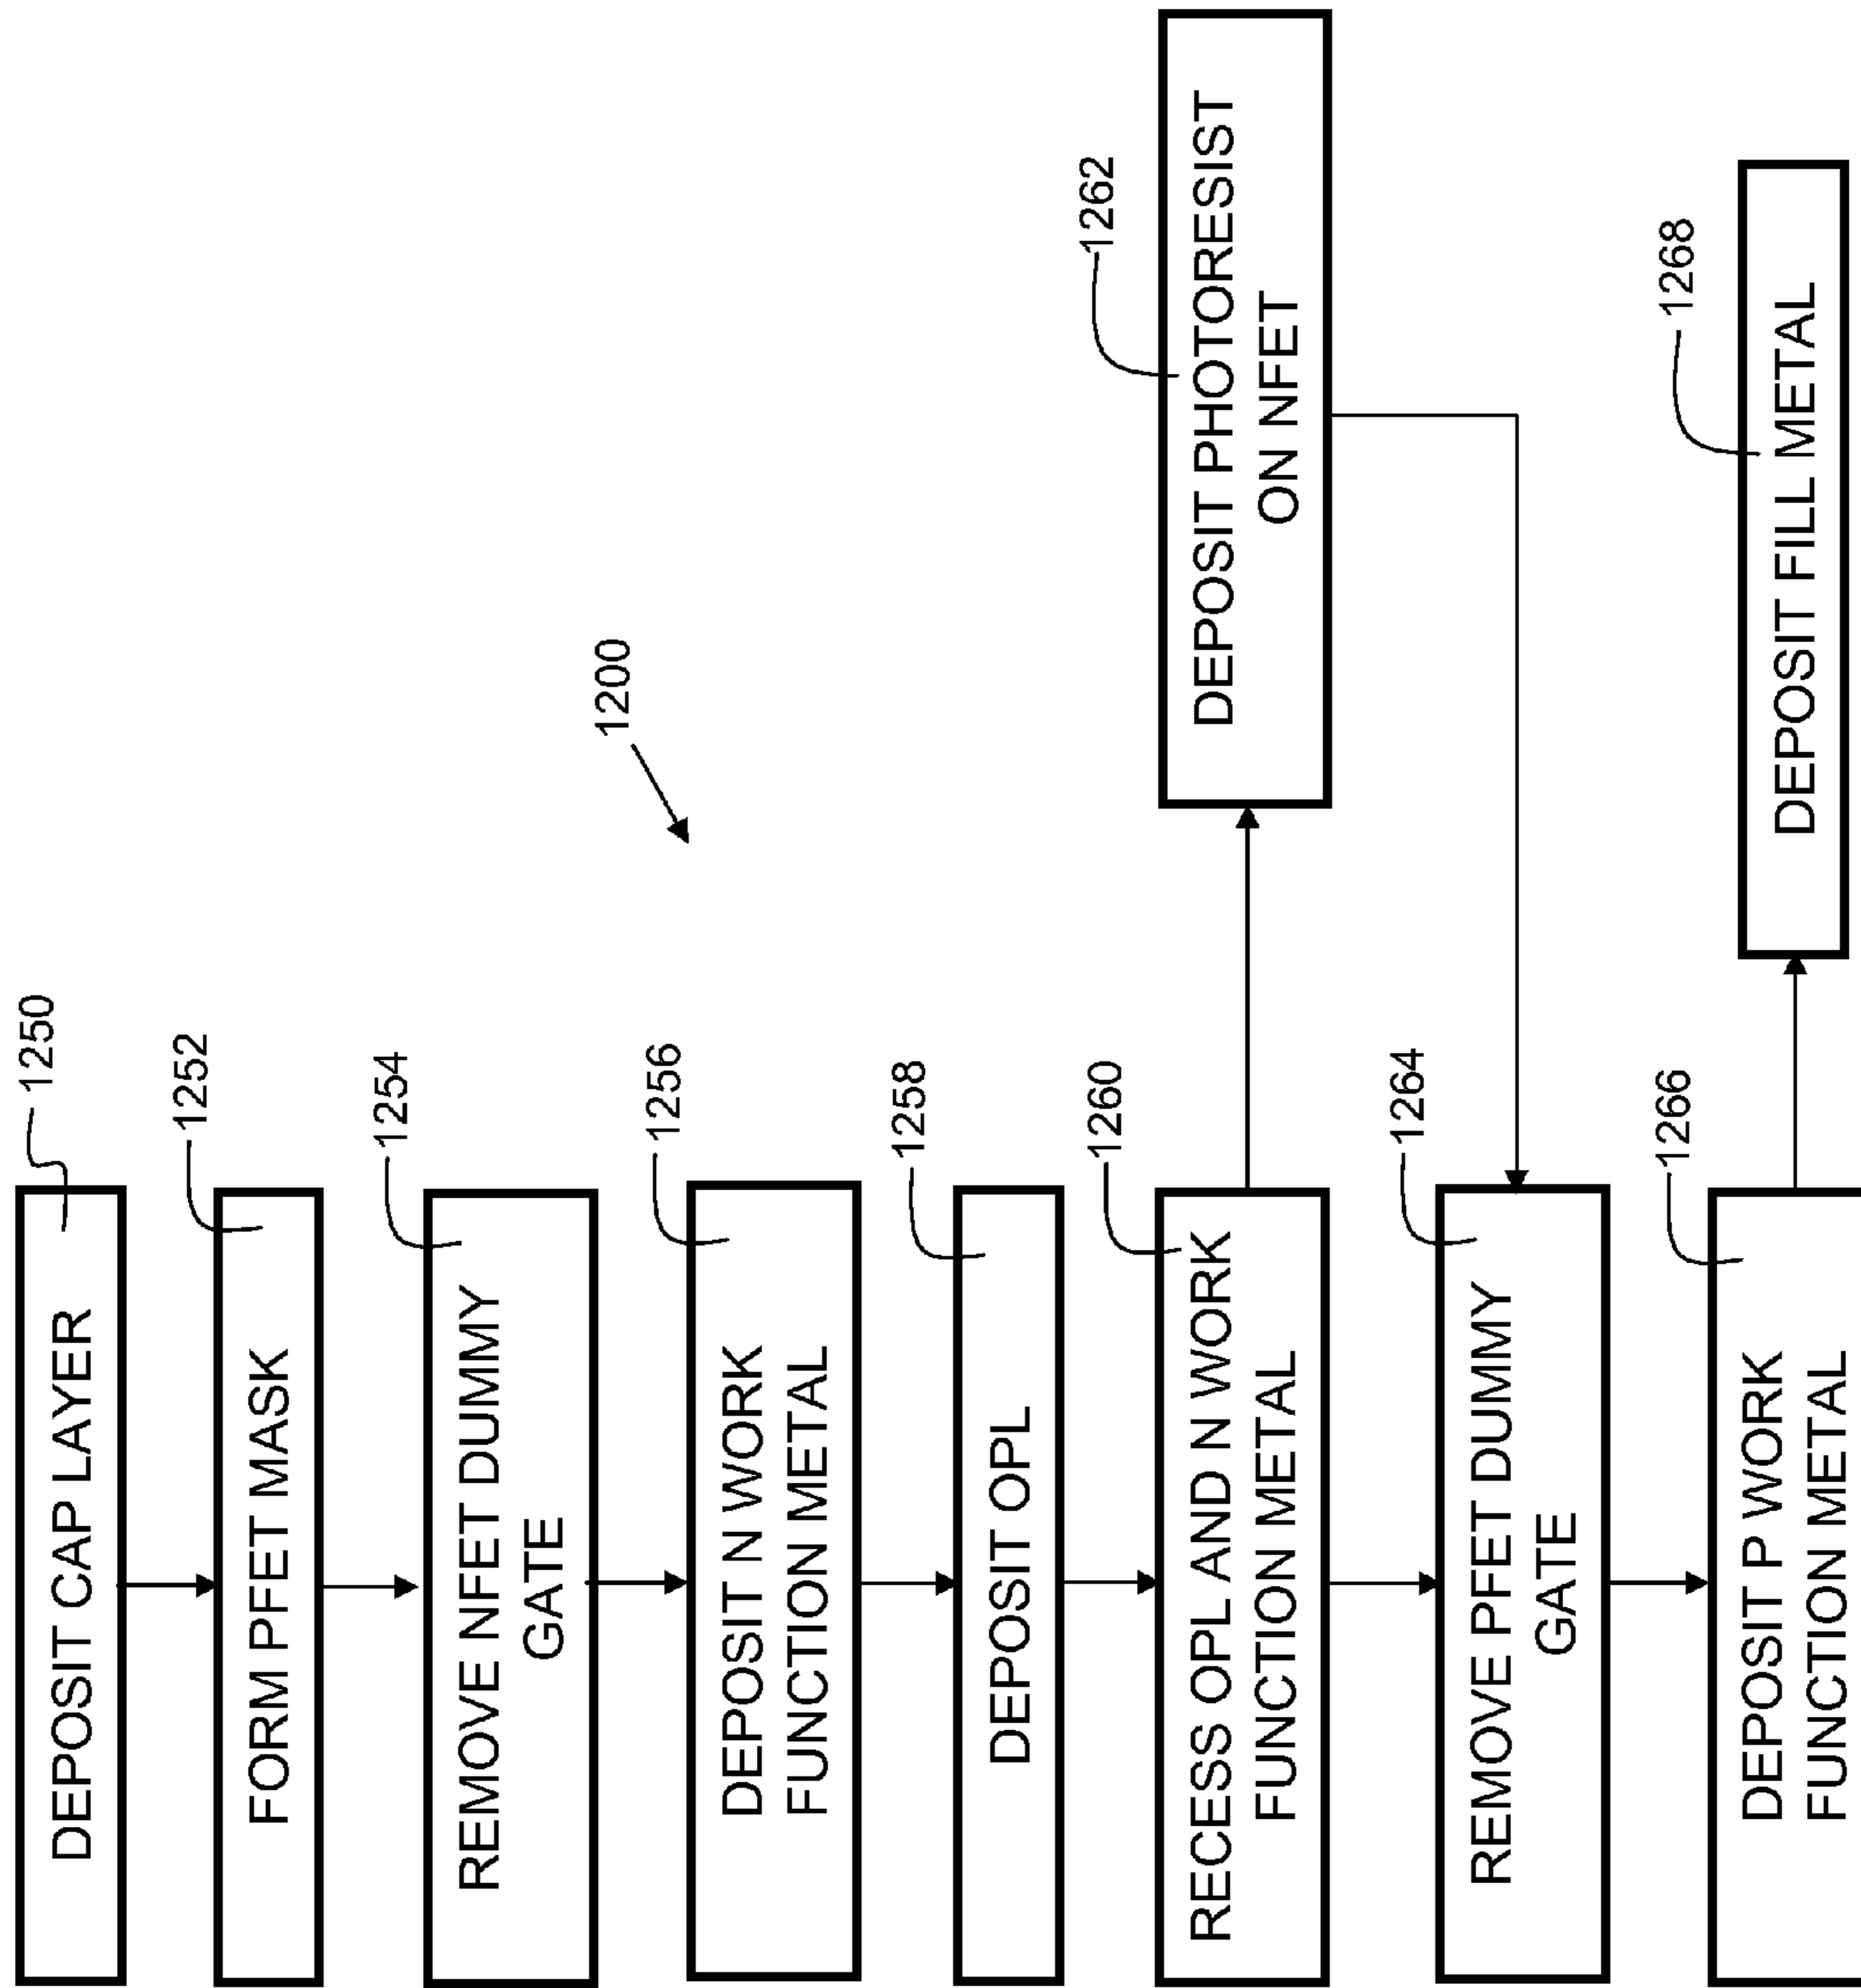 1200
DEPOSIT CAP LAYER
1250
FORM PFET MASK
1252
REMOVE NFET DUMMY
GATE
1254
DEPOSIT N WORK
FUNCTION METAL
1256
DEPOSIT OPL
1258
RECESS OPL AND N WORK
FUNCTION METAL
1260
DEPOSIT PHOTORESIST
ON NFET
1262
REMOVE PFET DUMMY
GATE
1264
DEPOSIT P WORK
FUNCTION METAL
1266
DEPOSIT FILL METAL
1268